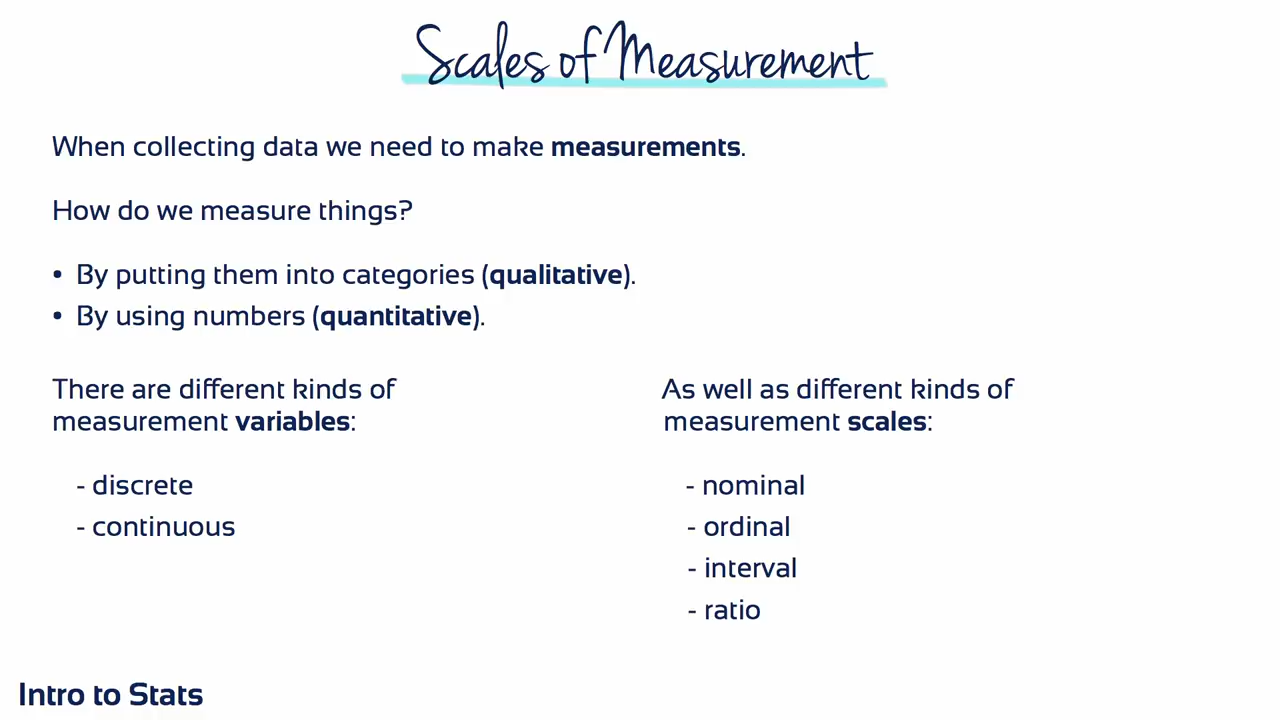 Scales of Measurement
When collecting data we need to make measurements.
How do we measure things?
• By putting them into categories (qualitative).
• By using numbers (quantitative).
There are different kinds of
measurement variables:
- discrete
- continuous
As well as different kinds of
measurement scales:
- nominal
- ordinal
- interval
- ratio
Intro to Stats